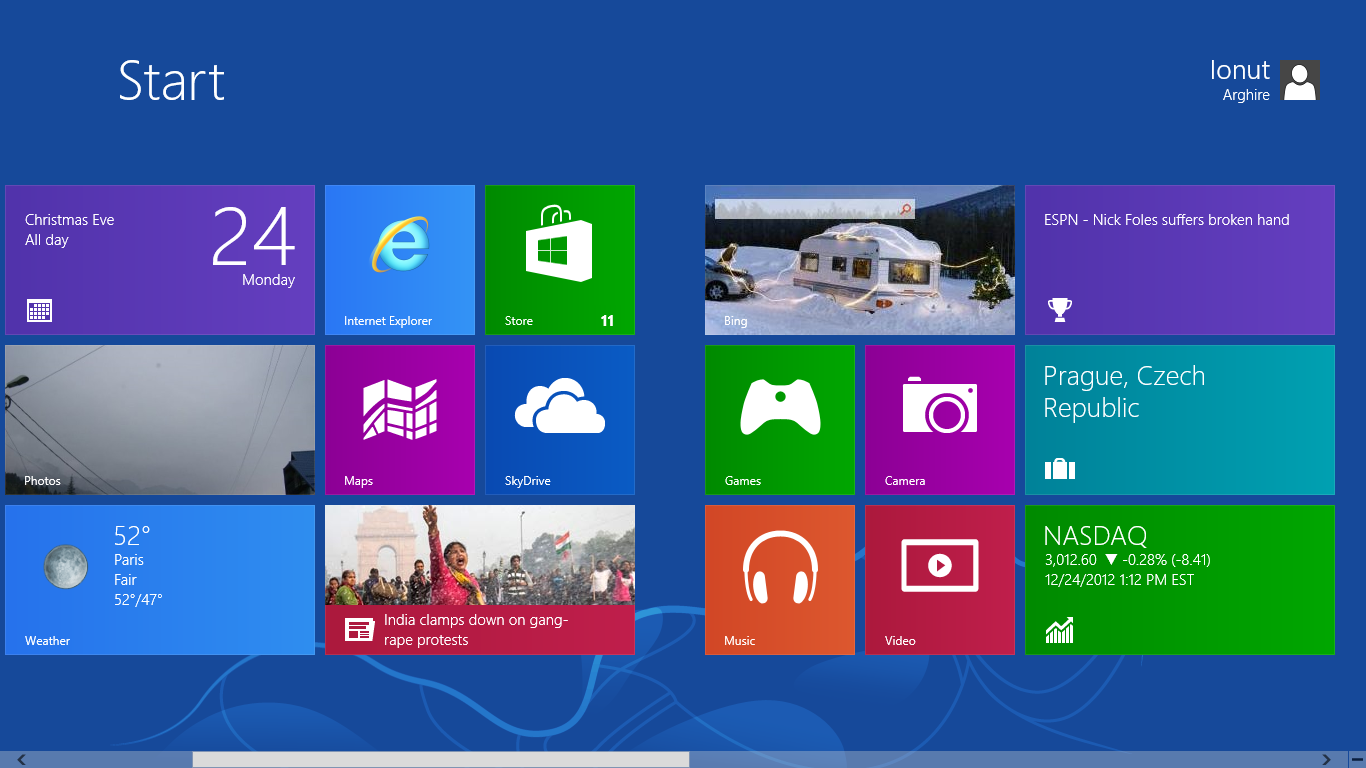 Start
Ionut
Arghire
Christmas Eve
All day
24
Monday
Internet Explorer
Store
11
Bing
ESPN - Nick Foles suffers broken hand
Photos
Maps
SkyDrive
Games
Camera
Prague, Czech
Republic
52°
Paris
Fair
52°/47°
Weather
India clamps down on gang-
rape protests
Music
Video
NASDAQ
3,012.60 ▼ -0.28% (-8.41)
12/24/2012 1:12 PM EST